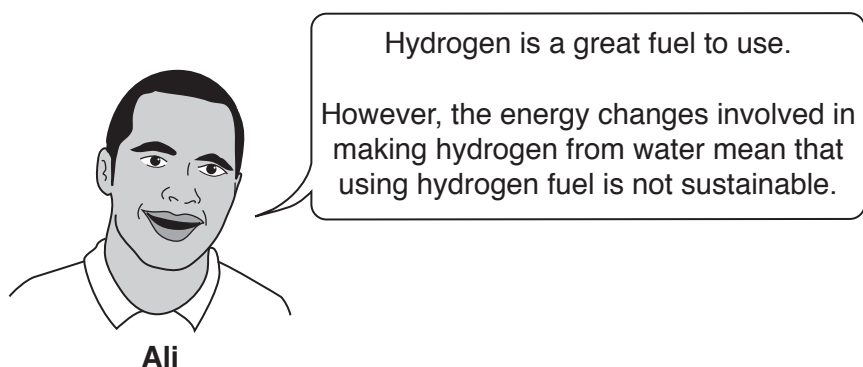 Hydrogen is a great fuel to use.
However, the energy changes involved in
making hydrogen from water mean that
using hydrogen fuel is not sustainable.
Ali